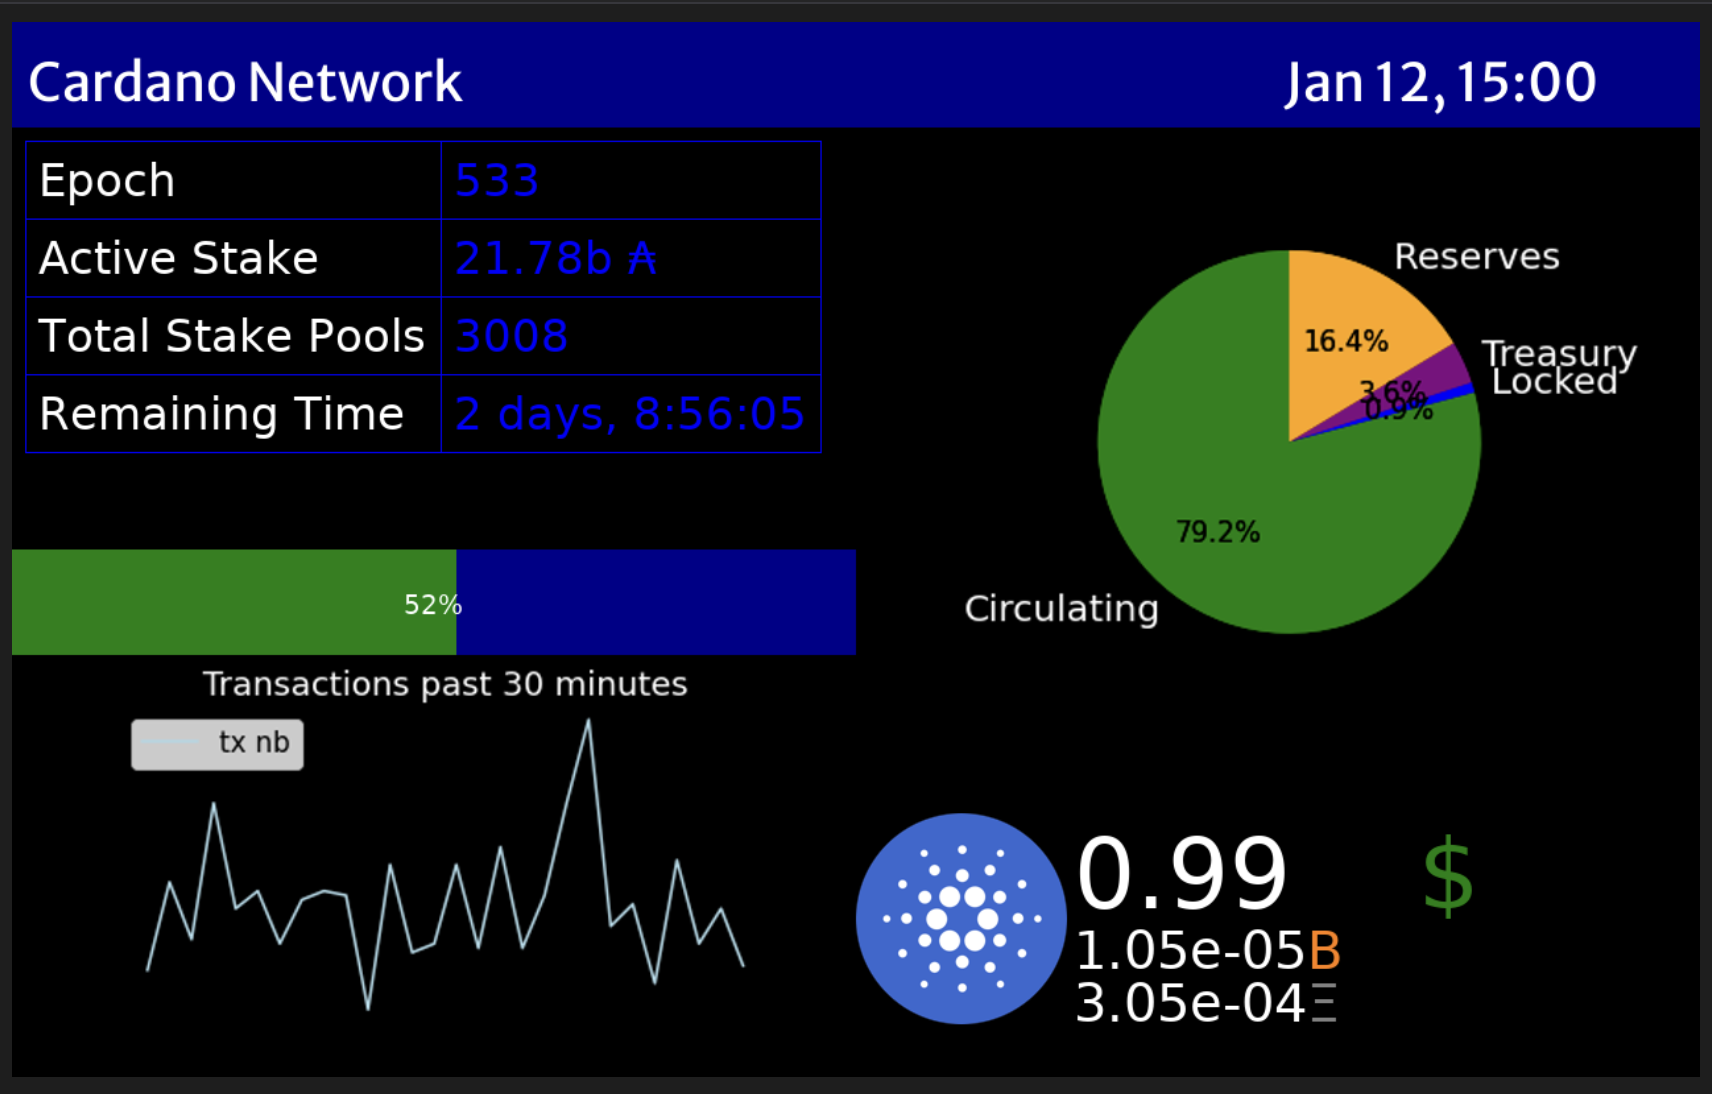 Cardano Network
Jan 12, 15:00
Epoch 533
Active Stake 21.78b ₳
Total Stake Pools 3008
Remaining Time 2 days, 8:56:05
52%
Reserves
16.4%
Treasury
3.6%
Locked
0.9%
79.2%
Circulating
Transactions past 30 minutes
tx nb
0.99 $
1.05e-05B
3.05e-04Ξ